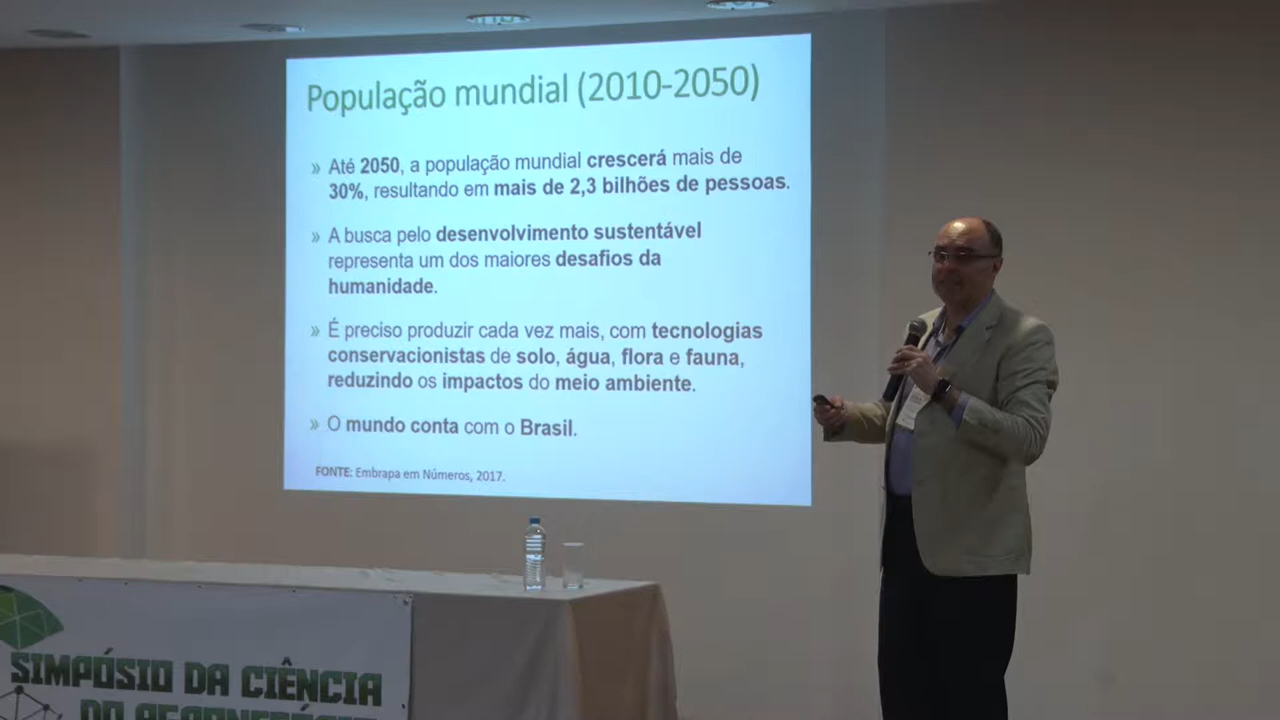 População mundial (2010-2050)
» Até 2050, a população mundial crescerá mais de
30%, resultando em mais de 2,3 bilhões de pessoas.
» A busca pelo desenvolvimento sustentável
representa um dos maiores desafios da
humanidade.
» É preciso produzir cada vez mais, com tecnologias
conservacionistas de solo, água, flora e fauna,
reduzindo os impactos do meio ambiente.
» O mundo conta com o Brasil.
FONTE: Embrapa em Números, 2017.
SIMPÓSIO DA CIÊNCIA
DO AGRONEGÓCIO